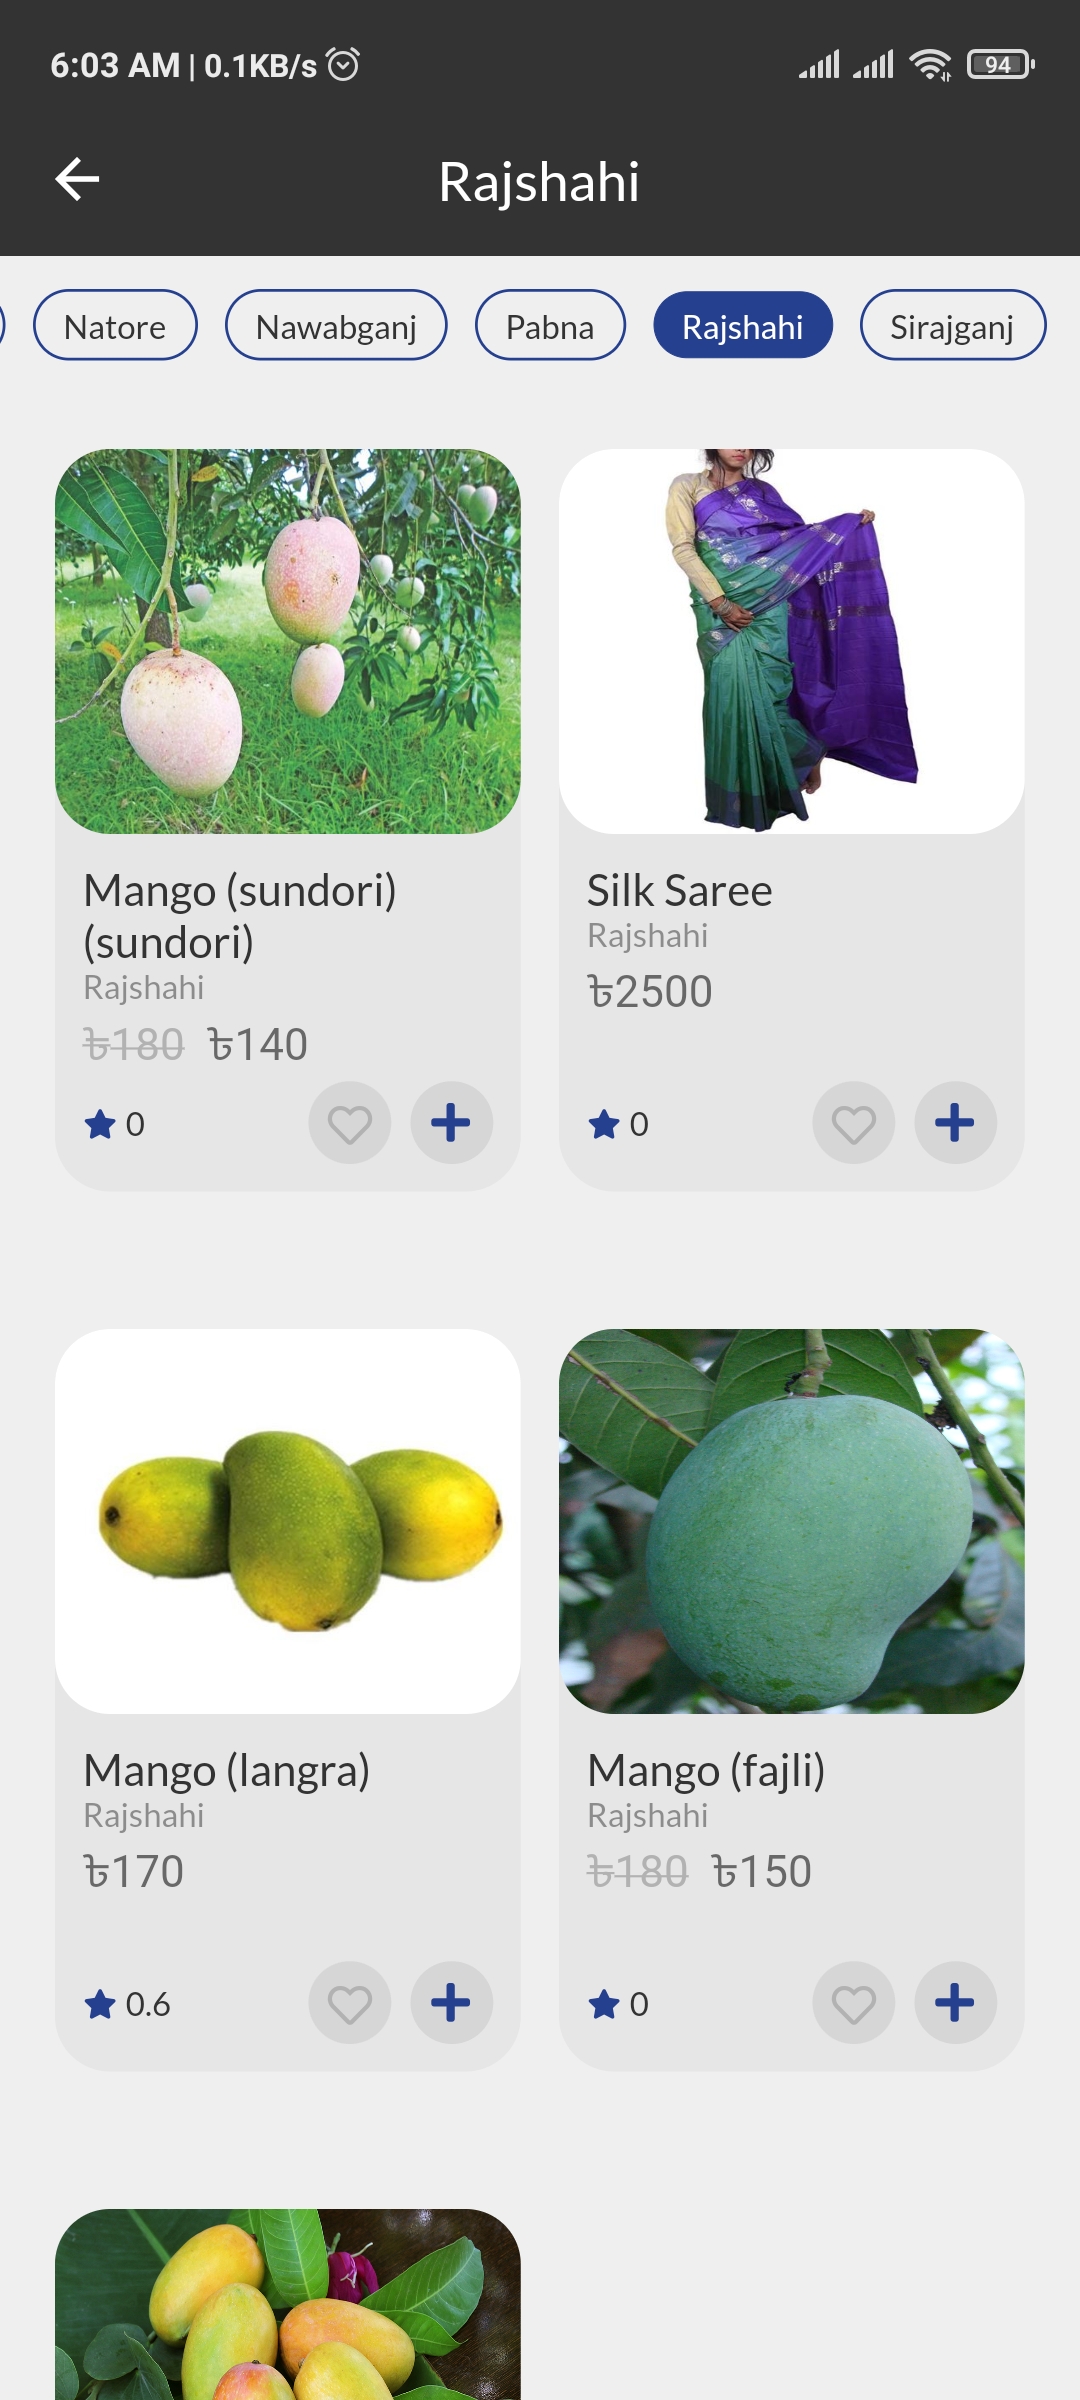 6:03 AM | 0.1KB/s
94
Rajshahi
Natore
Nawabganj
Pabna
Rajshahi
Sirajganj
Mango (sundori)
(sundori)
Rajshahi
৳180 ৳140
0
Silk Saree
Rajshahi
৳2500
0
Mango (langra)
Rajshahi
৳170
0.6
Mango (fajli)
Rajshahi
৳180 ৳150
0